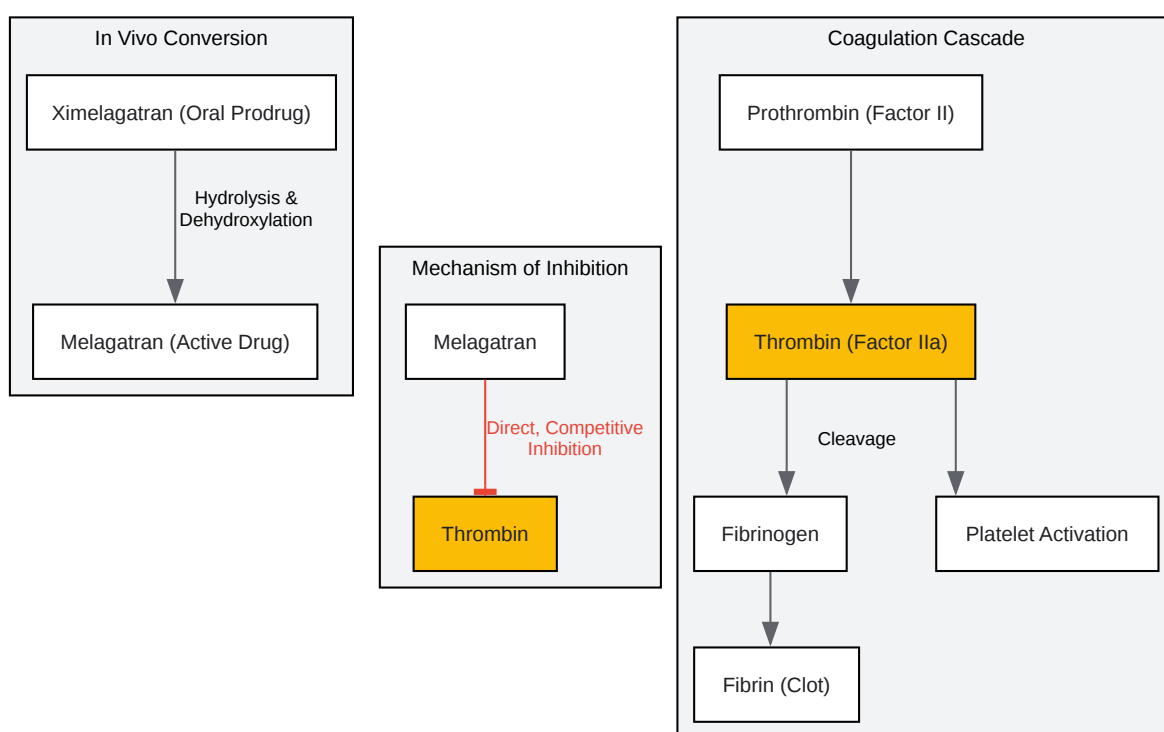 In Vivo Conversion
Ximelagatran (Oral Prodrug)
Hydrolysis &
Dehydroxylation
Melagatran (Active Drug)
Mechanism of Inhibition
Melagatran
Direct, Competitive
Inhibition
Thrombin
Coagulation Cascade
Prothrombin (Factor II)
Thrombin (Factor IIa)
Cleavage
Fibrinogen
Platelet Activation
Fibrin (Clot)